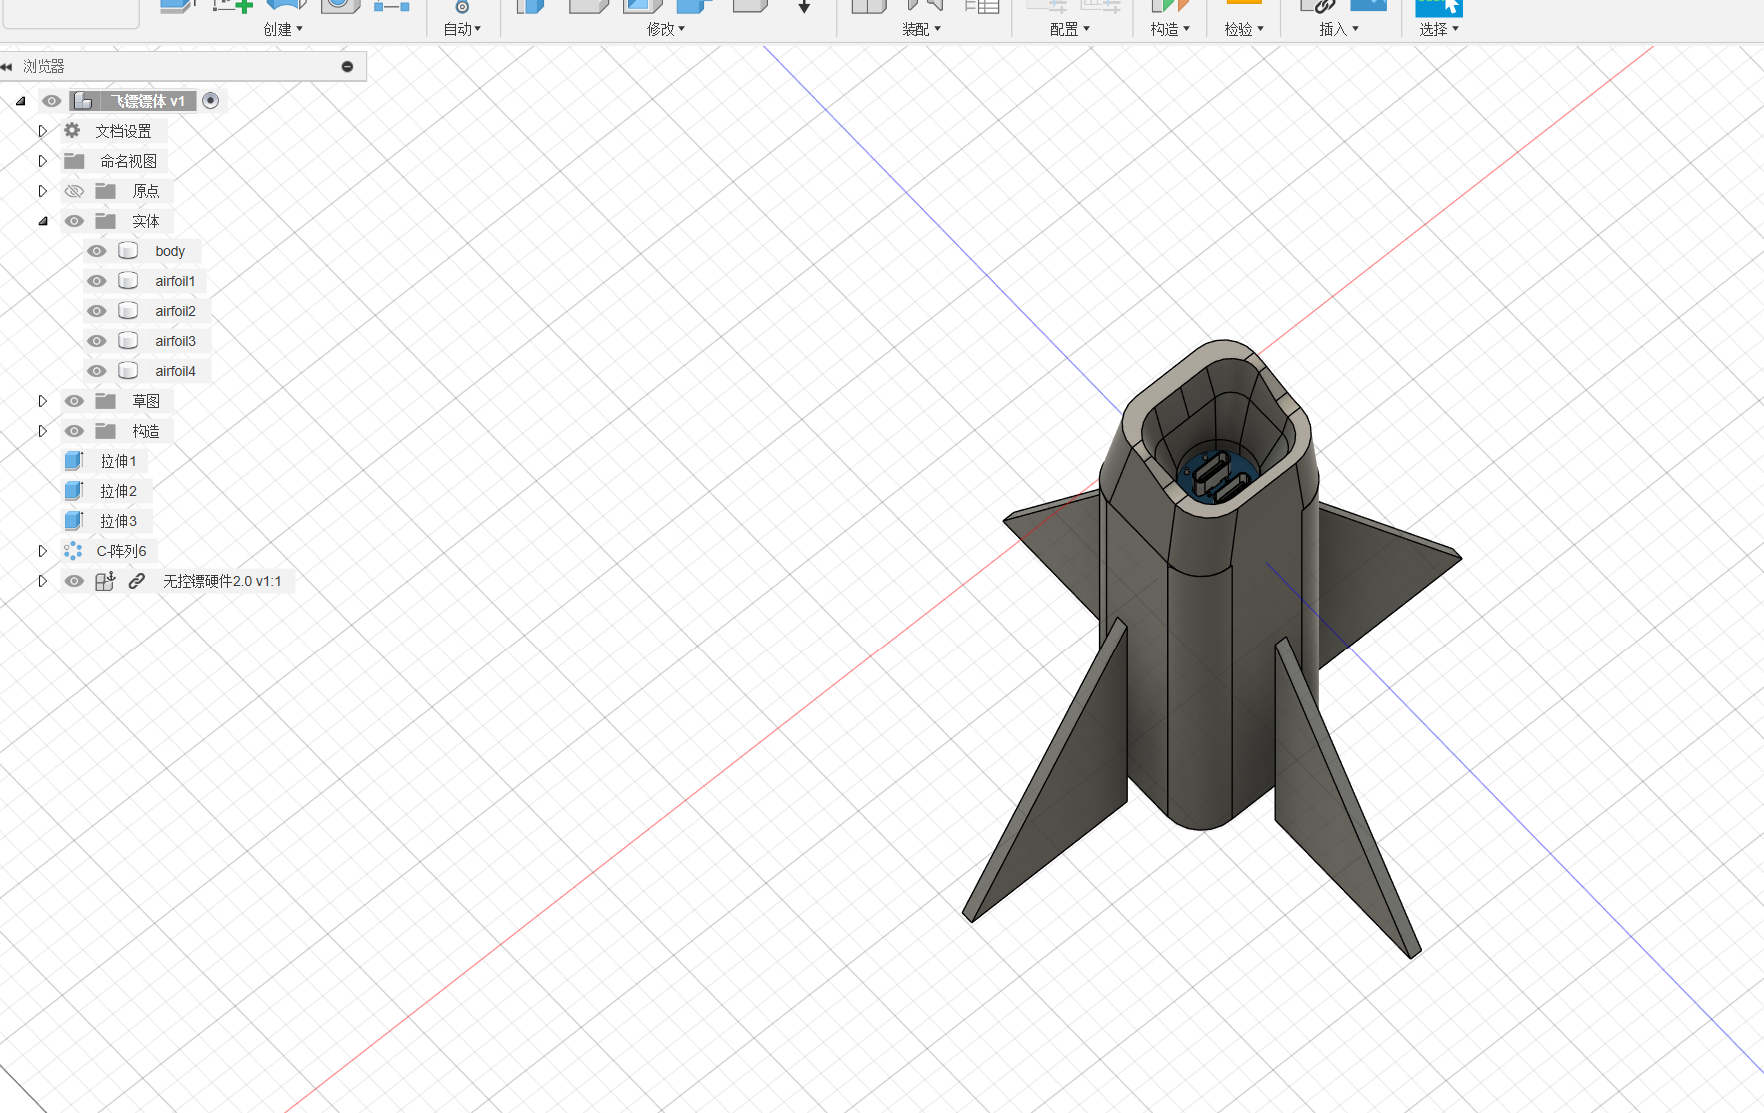 创建 自动 修改 装配 配置 构造 检验 插入 选择
浏览器
飞镖镖体 v1
文档设置
命名视图
原点
实体
body
airfoil1
airfoil2
airfoil3
airfoil4
草图
构造
拉伸1
拉伸2
拉伸3
C-阵列6
无控镖硬件2.0 v1:1